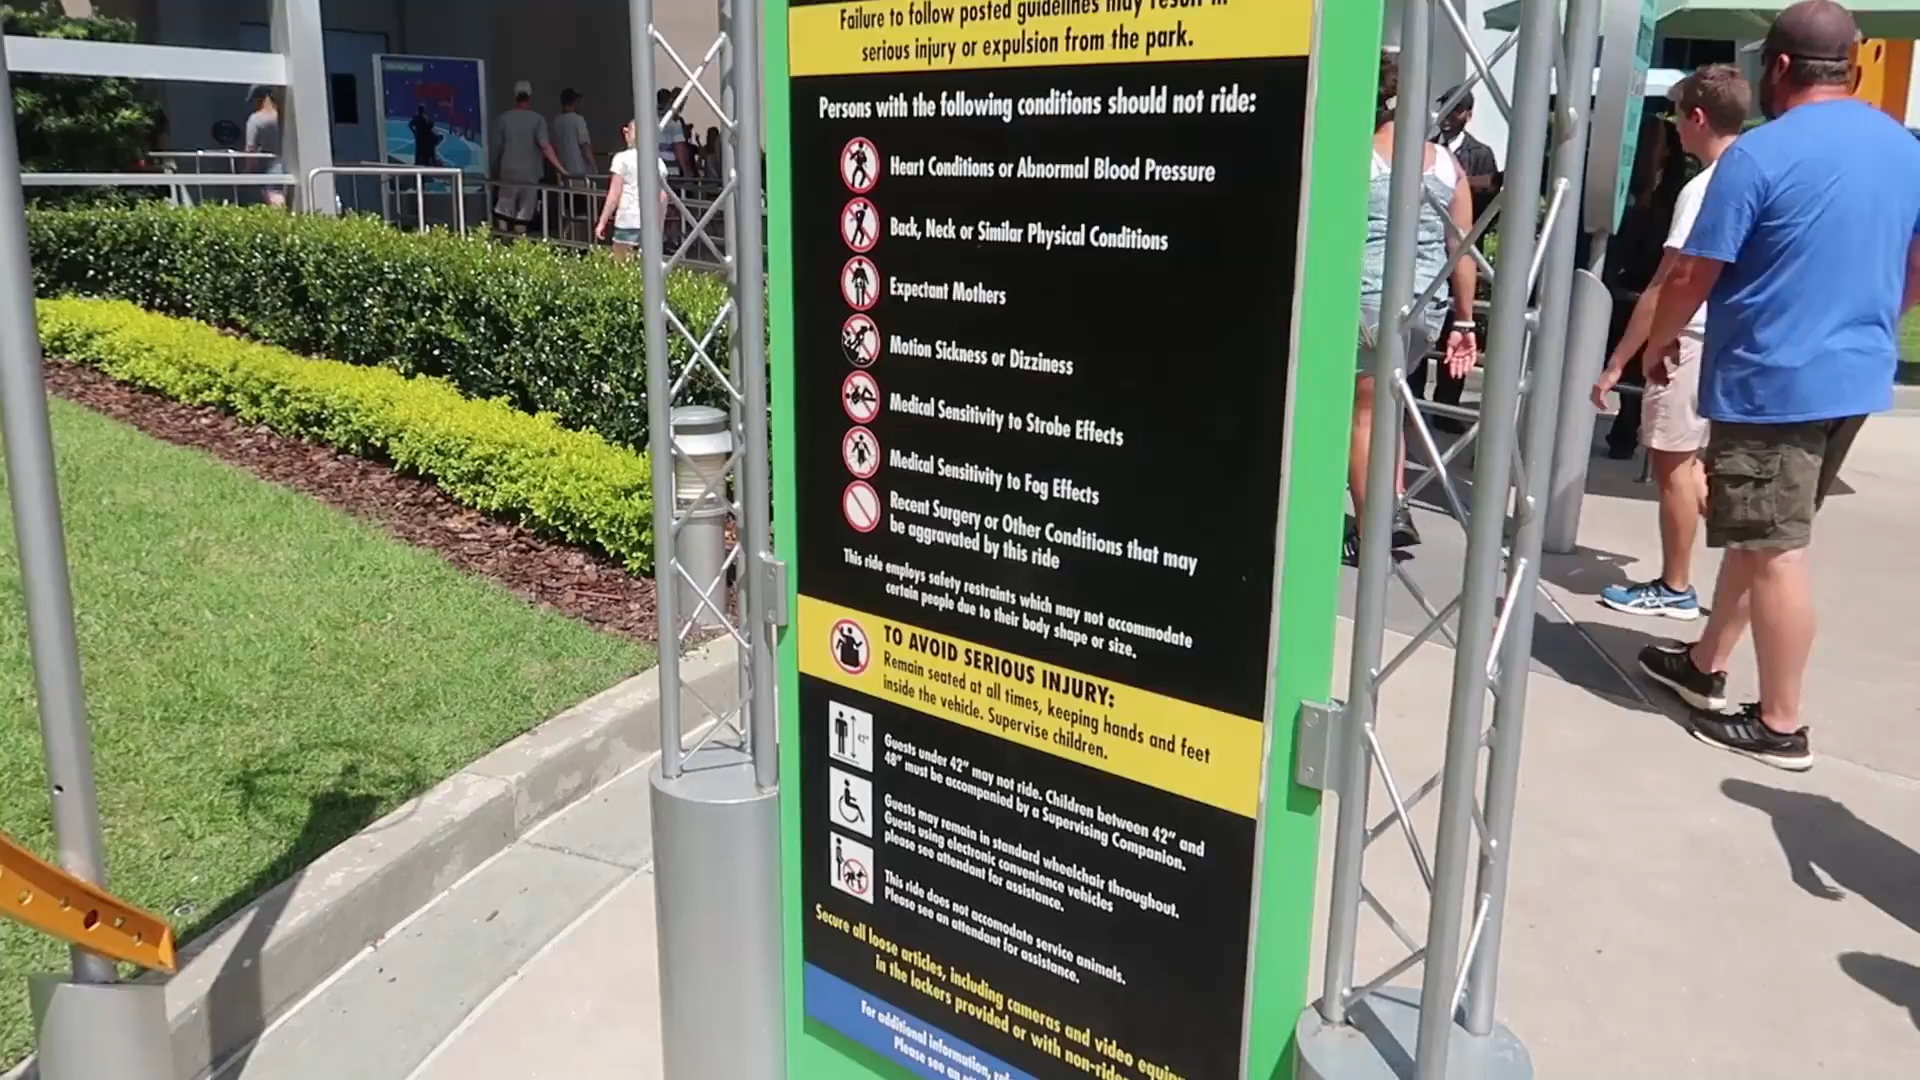 Failure to follow posted guidelines may result in
serious injury or expulsion from the park.
Persons with the following conditions should not ride:
Heart Conditions or Abnormal Blood Pressure
Back, Neck or Similar Physical Conditions
Expectant Mothers
Motion Sickness or Dizziness
Medical Sensitivity to Strobe Effects
Medical Sensitivity to Fog Effects
Recent Surgery or Other Conditions that may
be aggravated by this ride
This ride employs safety restraints which may not accommodate
certain people due to their body shape or size.
TO AVOID SERIOUS INJURY:
Remain seated at all times, keeping hands and feet
inside the vehicle. Supervise children.
42"
Guests under 42" may not ride. Children between 42" and
48" must be accompanied by a Supervising Companion.
Guests may remain in standard wheelchair throughout.
Guests using electronic convenience vehicles
please see attendant for assistance.
This ride does not accomodate service animals.
Please see an attendant for assistance.
Secure all loose articles, including cameras and video equip
in the lockers provided or with non-rider
For additional information,
Please see an